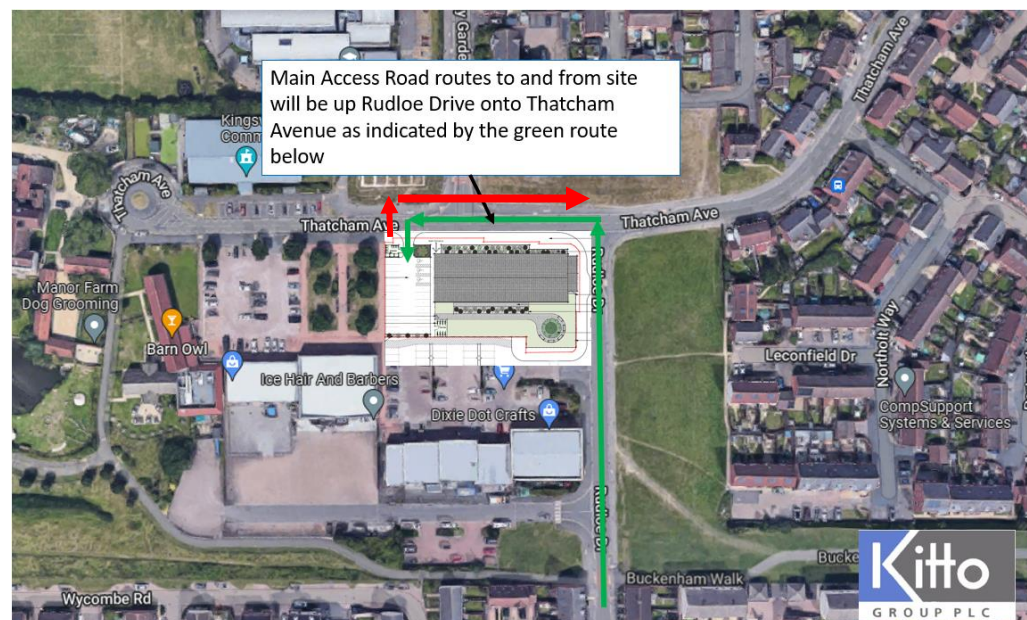 Main Access Road routes to and from site
will be up Rudloe Drive onto Thatcham
Avenue as indicated by the green route
below
Thatcham Ave
Thatcham Ave
Thatcham Ave
Thatcham Ave
Manor Farm
Dog Grooming
Barn Owl
Ice Hair And Barbers
Dixie Dot Crafts
Leconfield Dr
Northolt Way
CompSupport
Systems & Services
Rudloe Dr
Buckenham Walk
Wycombe Rd
Kitto
GROUP PLC